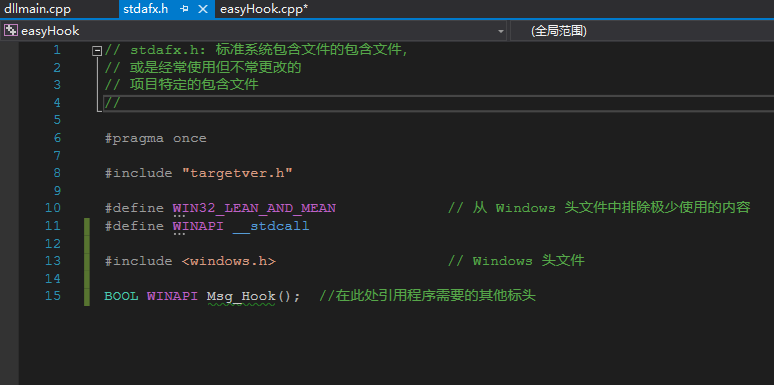 dllmain.cpp stdafx.h easyHook.cpp*
easyHook (全局范围)
1 // stdafx.h: 标准系统包含文件的包含文件,
2 // 或是经常使用但不常更改的
3 // 项目特定的包含文件
4 //
5
6 #pragma once
7
8 #include "targetver.h"
9
10 #define WIN32_LEAN_AND_MEAN // 从 Windows 头文件中排除极少使用的内容
11 #define WINAPI __stdcall
12
13 #include <windows.h> // Windows 头文件
14
15 BOOL WINAPI Msg_Hook(); //在此处引用程序需要的其他标头